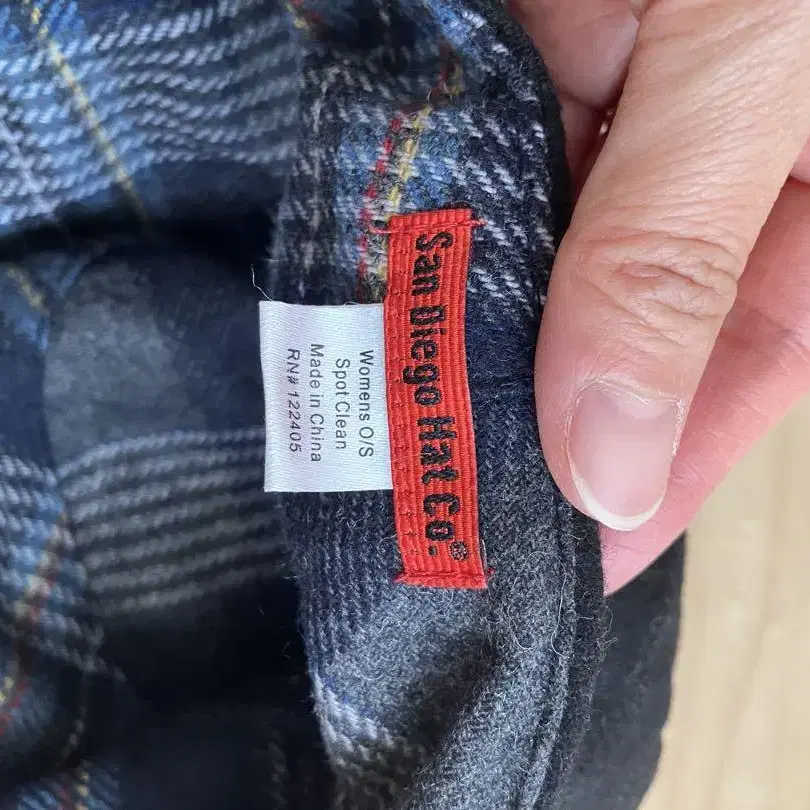 San Diego Hat Co.®
Womens O/S
Spot Clean
Made in China
RN# 122405